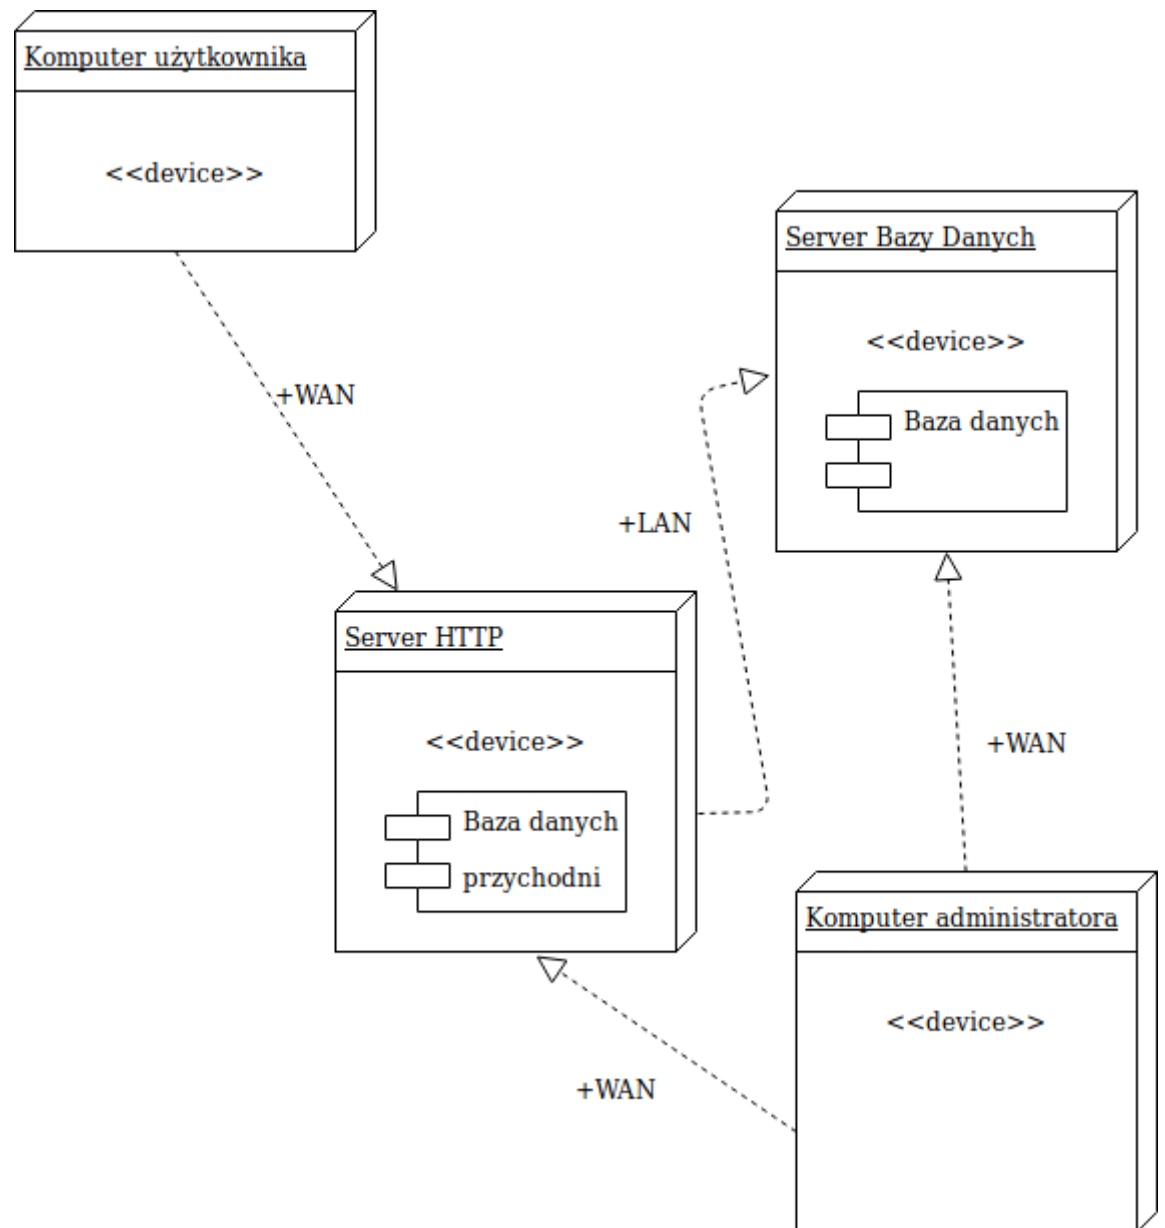 Komputer użytkownika
<<device>>
Server Bazy Danych
<<device>>
Baza danych
+WAN
+LAN
Server HTTP
<<device>>
Baza danych
przychodni
+WAN
Komputer administratora
<<device>>
+WAN